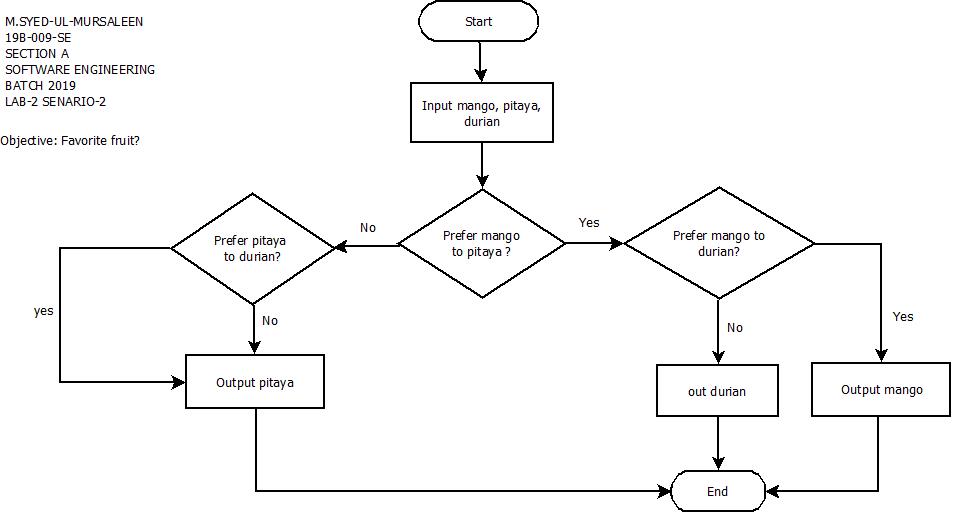 M.SYED-UL-MURSALEEN
19B-009-SE
SECTION A
SOFTWARE ENGINEERING
BATCH 2019
LAB-2 SENARIO-2
Objective: Favorite fruit?
Start
Input mango, pitaya,
durian
Prefer mango
to pitaya ?
No
Yes
Prefer pitaya
to durian?
Prefer mango to
durian?
yes
No
No
Yes
Output pitaya
out durian
Output mango
End